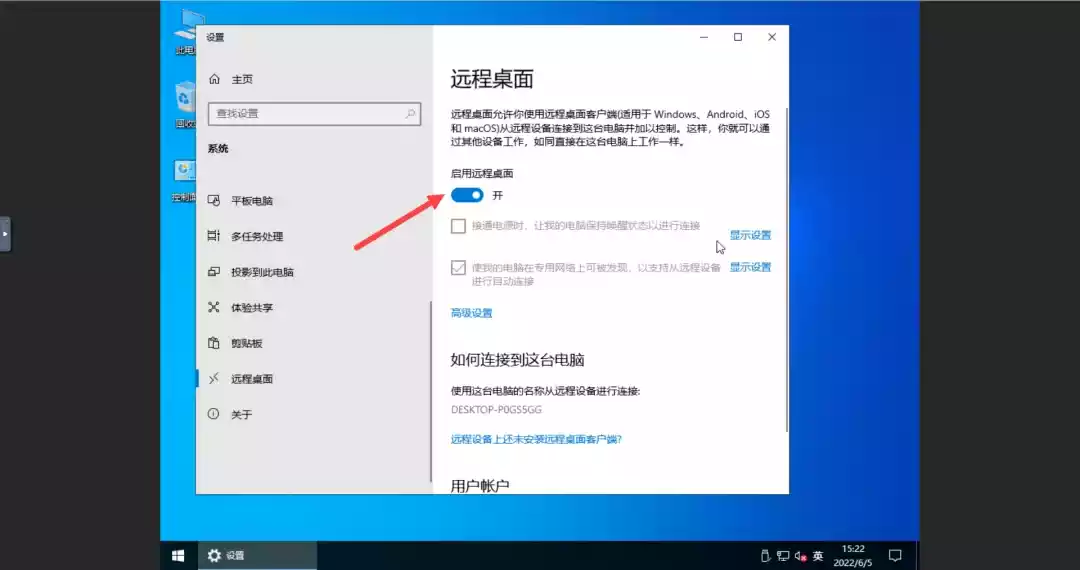 此电
回收
控制面
设置
主页
查找设置
系统
平板电脑
多任务处理
投影到此电脑
体验共享
剪贴板
远程桌面
关于
远程桌面
远程桌面允许你使用远程桌面客户端(适用于 Windows、Android、iOS
和 macOS)从远程设备连接到这台电脑并加以控制。这样，你就可以通
过其他设备工作，如同直接在这台电脑上工作一样。
启用远程桌面
开
接通电源时，让我的电脑保持唤醒状态以进行连接
显示设置
使我的电脑在专用网络上可被发现，以支持从远程设备
进行自动连接
显示设置
高级设置
如何连接到这台电脑
使用这台电脑的名称从远程设备进行连接:
DESKTOP-P0GS5GG
远程设备上还未安装远程桌面客户端?
用户帐户
设置
英
15:22
2022/6/5